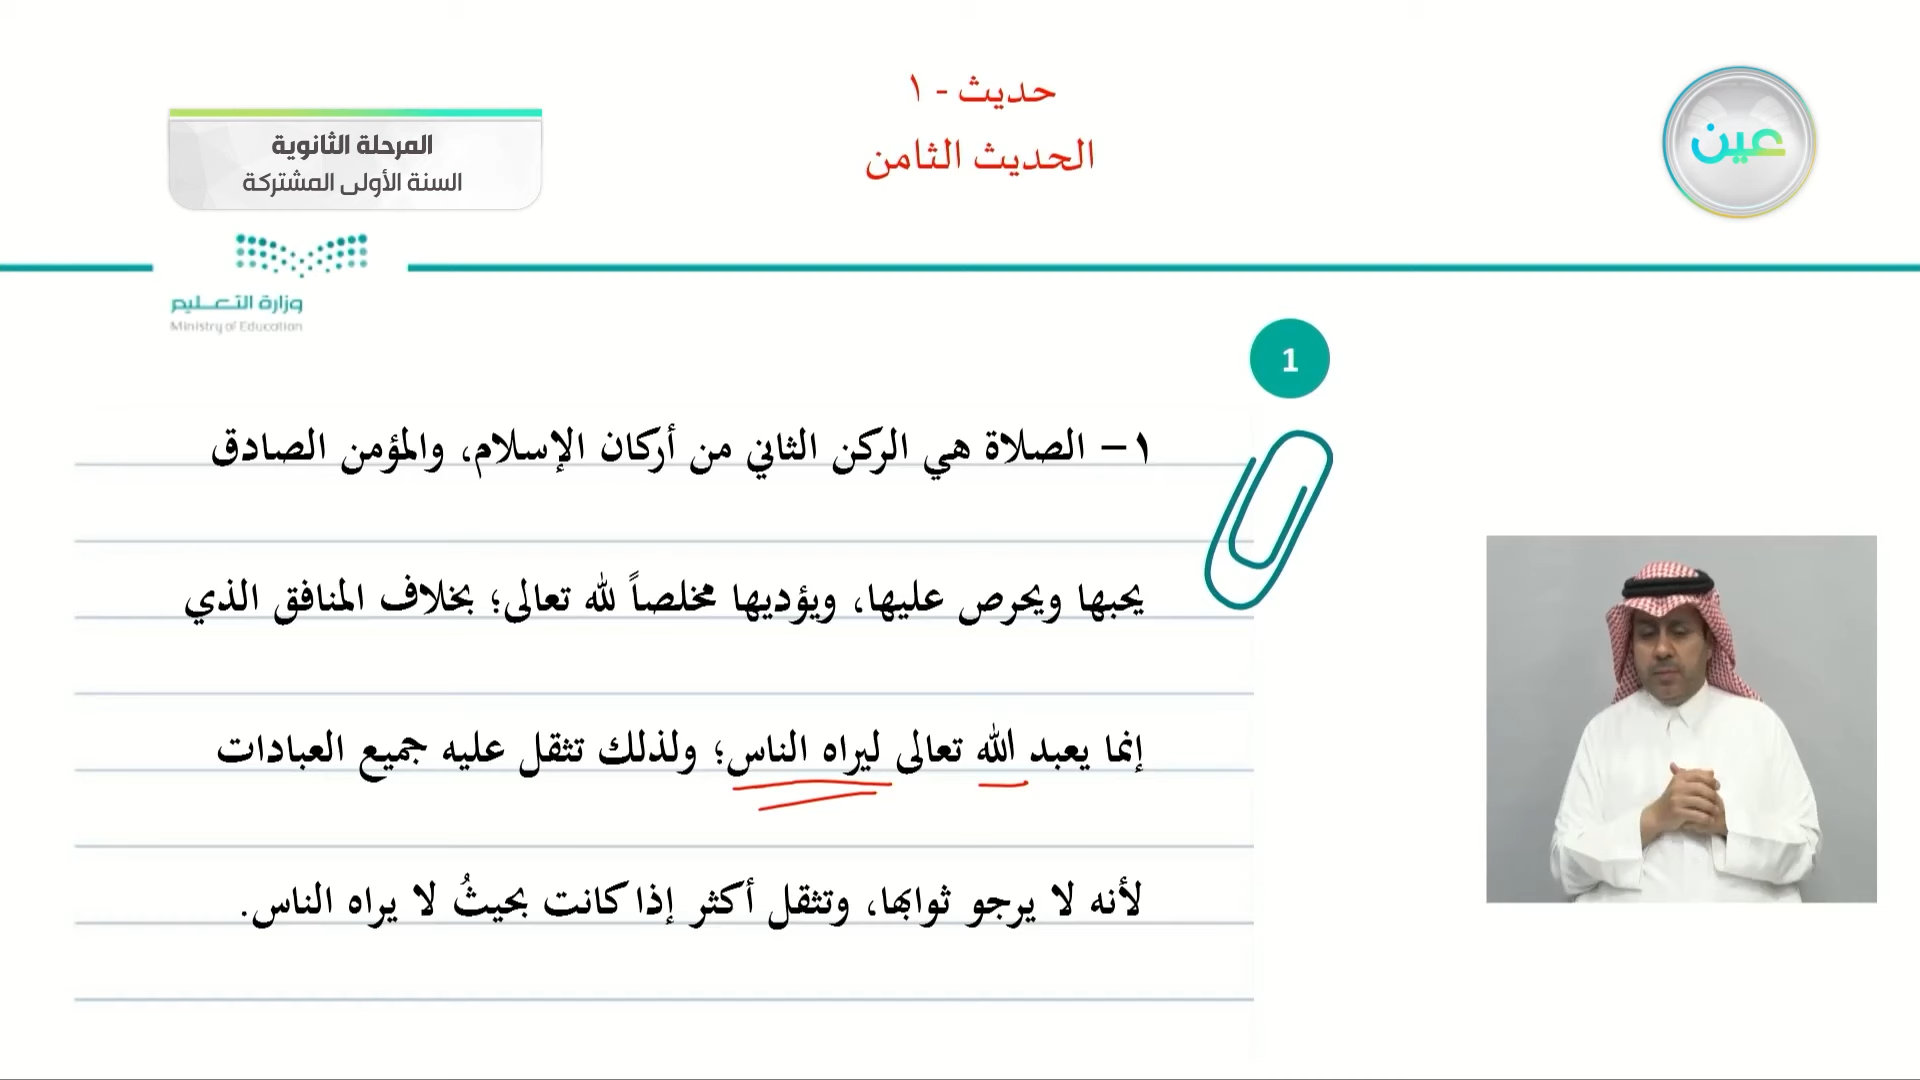 حديث - ١
الحديث الثامن
عين
المرحلة الثانوية
السنة الأولى المشتركة
وزارة التعليم
Ministry of Education
1
١- الصلاة هي الركن الثاني من أركان الإسلام، والمؤمن الصادق
يحبها ويحرص عليها، ويؤديها مخلصاً لله تعالى؛ بخلاف المنافق الذي
إنما يعبد الله تعالى ليراه الناس؛ ولذلك تثقل عليه جميع العبادات
لأنه لا يرجو ثوابها، وتثقل أكثر إذا كانت بحيثُ لا يراه الناس.